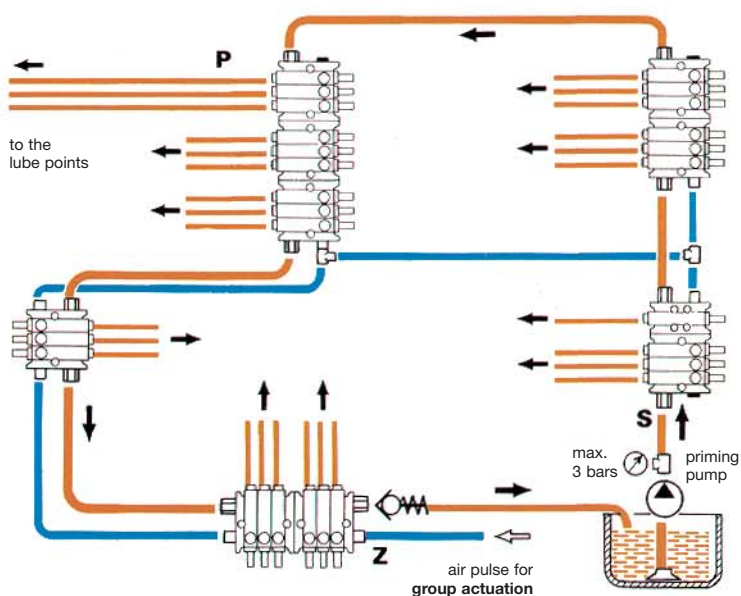 P
to the
lube points
S
max.
3 bars
priming
pump
Z
air pulse for
group actuation